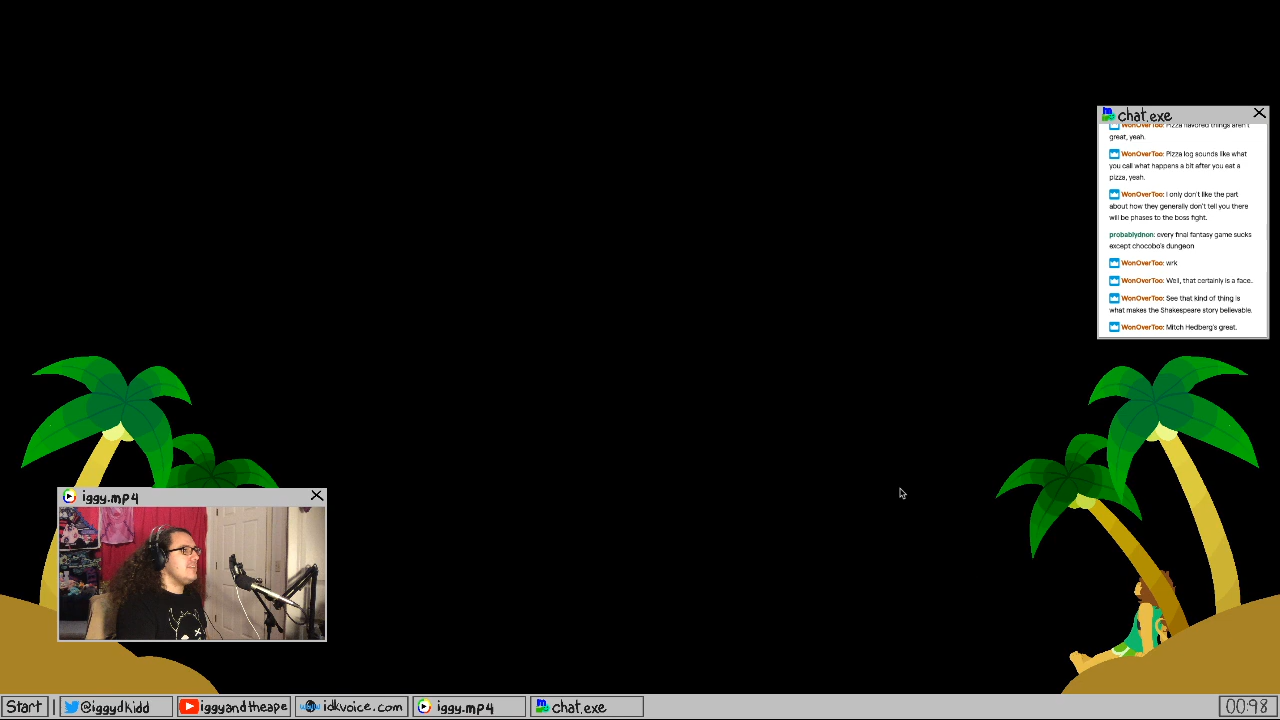 chat.exe
WonOverToo: Pizza flavored things aren't
great, yeah.
WonOverToo: Pizza log sounds like what
you call what happens a bit after you eat a
pizza, yeah.
WonOverToo: I only don't like the part
about how they generally don't tell you there
will be phases to the boss fight.
probablydnon: every final fantasy game sucks
except chocobo's dungeon
WonOverToo: wrk
WonOverToo: Well, that certainly is a face..
WonOverToo: See that kind of thing is
what makes the Shakespeare story believable.
WonOverToo: Mitch Hedberg's great.
iggy.mp4
Start | @iggydkidd iggyandtheape www idkvoice.com iggy.mp4 chat.exe 00:98